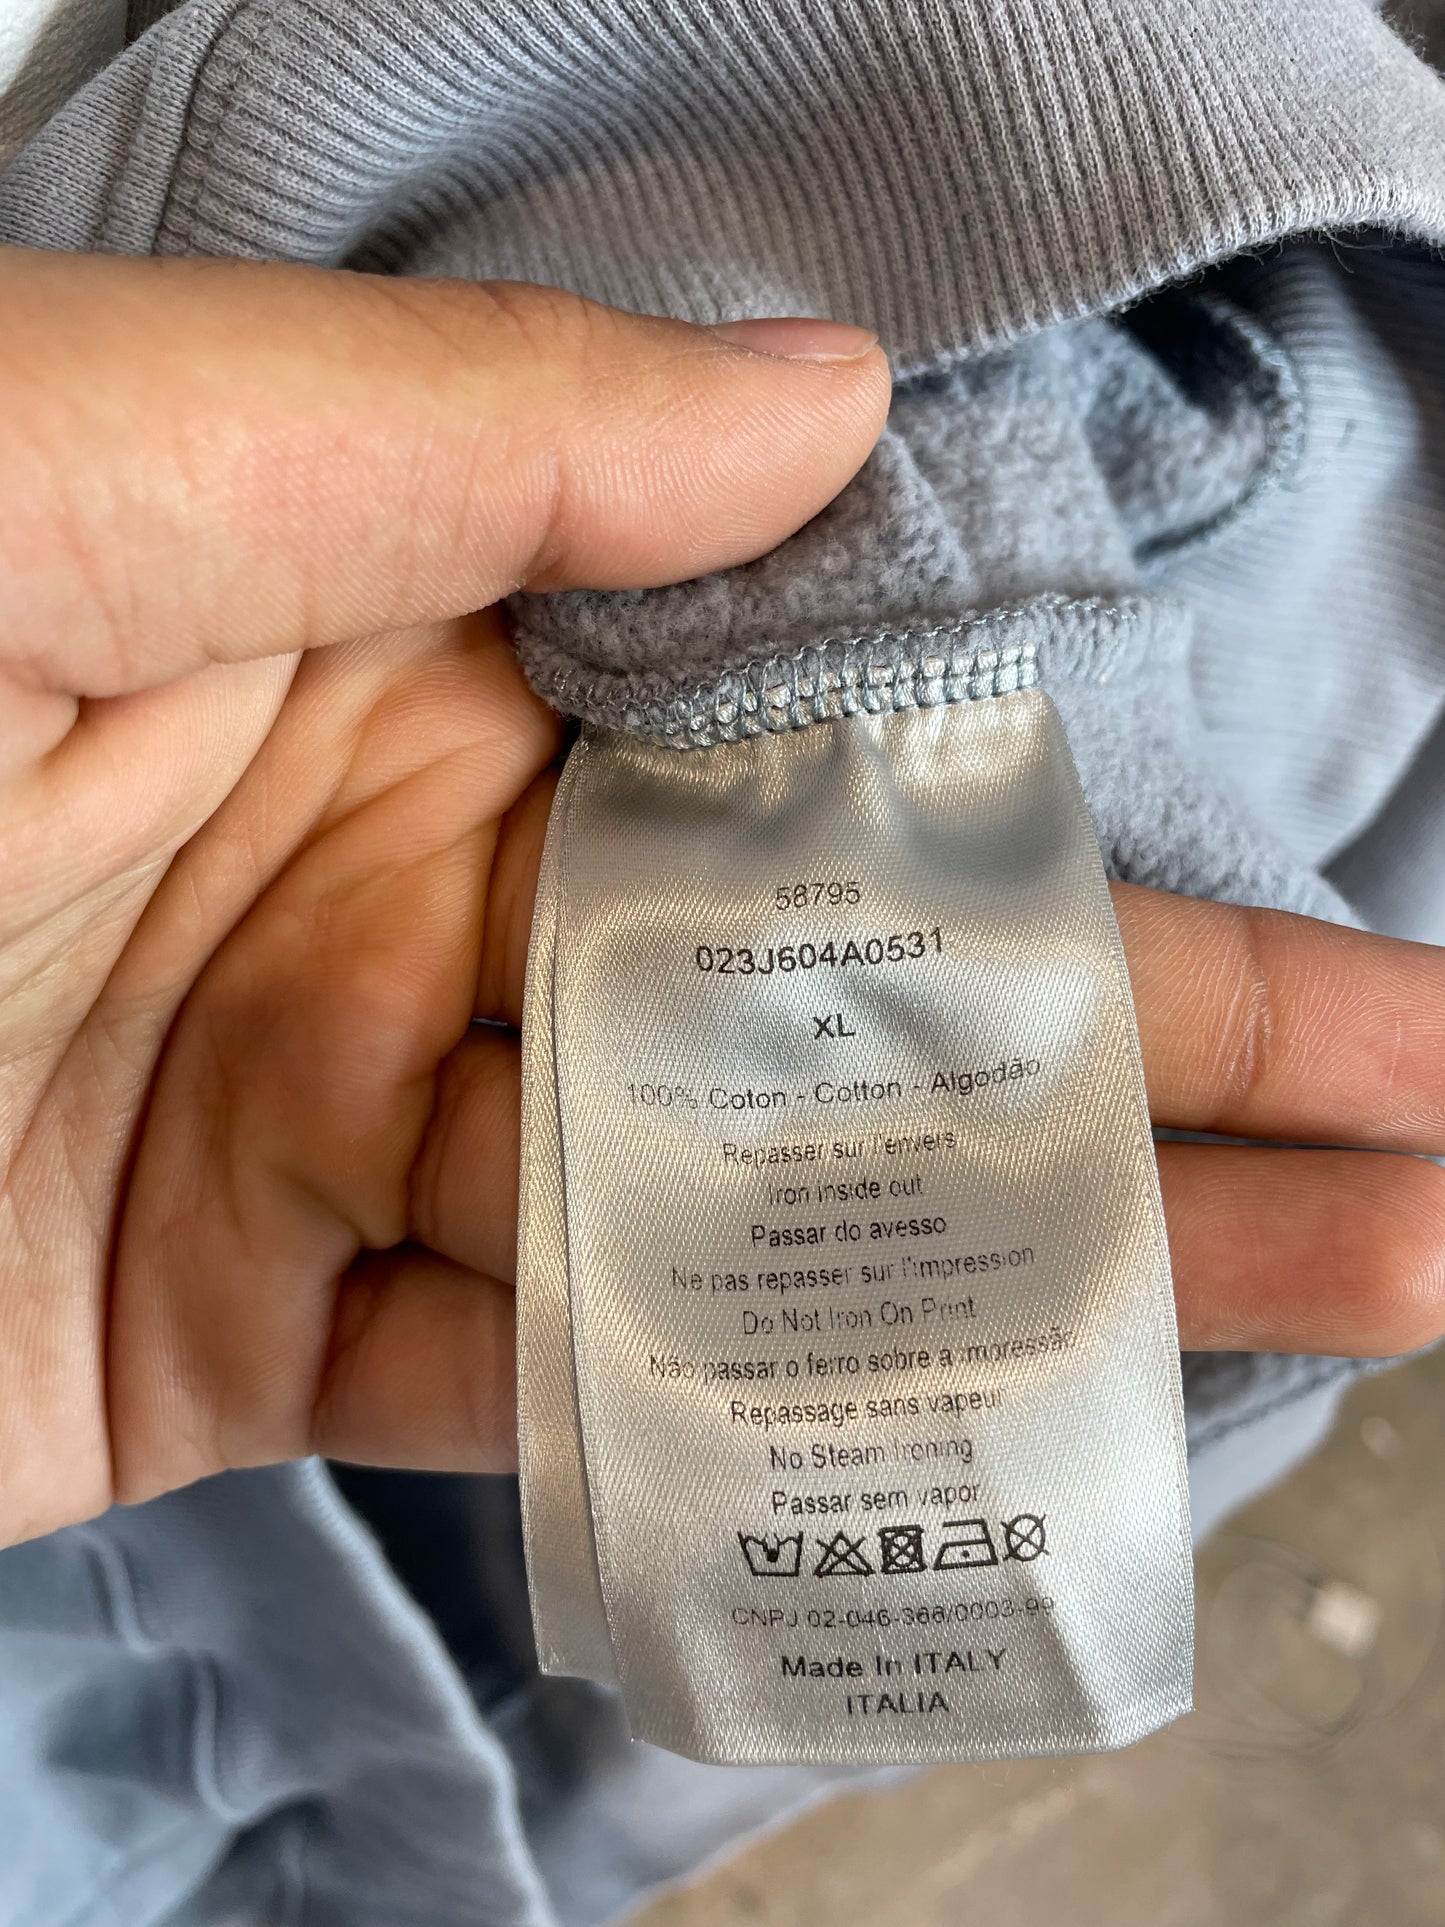 58795
023J604A0531
XL
100% Coton - Cotton - Algodão
Repasser sur l'envers
Iron inside out
Passar do avesso
Ne pas repasser sur l'impression
Do Not Iron On Print
Não passar o ferro sobre a impressão
Repassage sans vapeur
No Steam Ironing
Passar sem vapor
CNPJ 02-046-366/0003-99
Made In ITALY
ITALIA